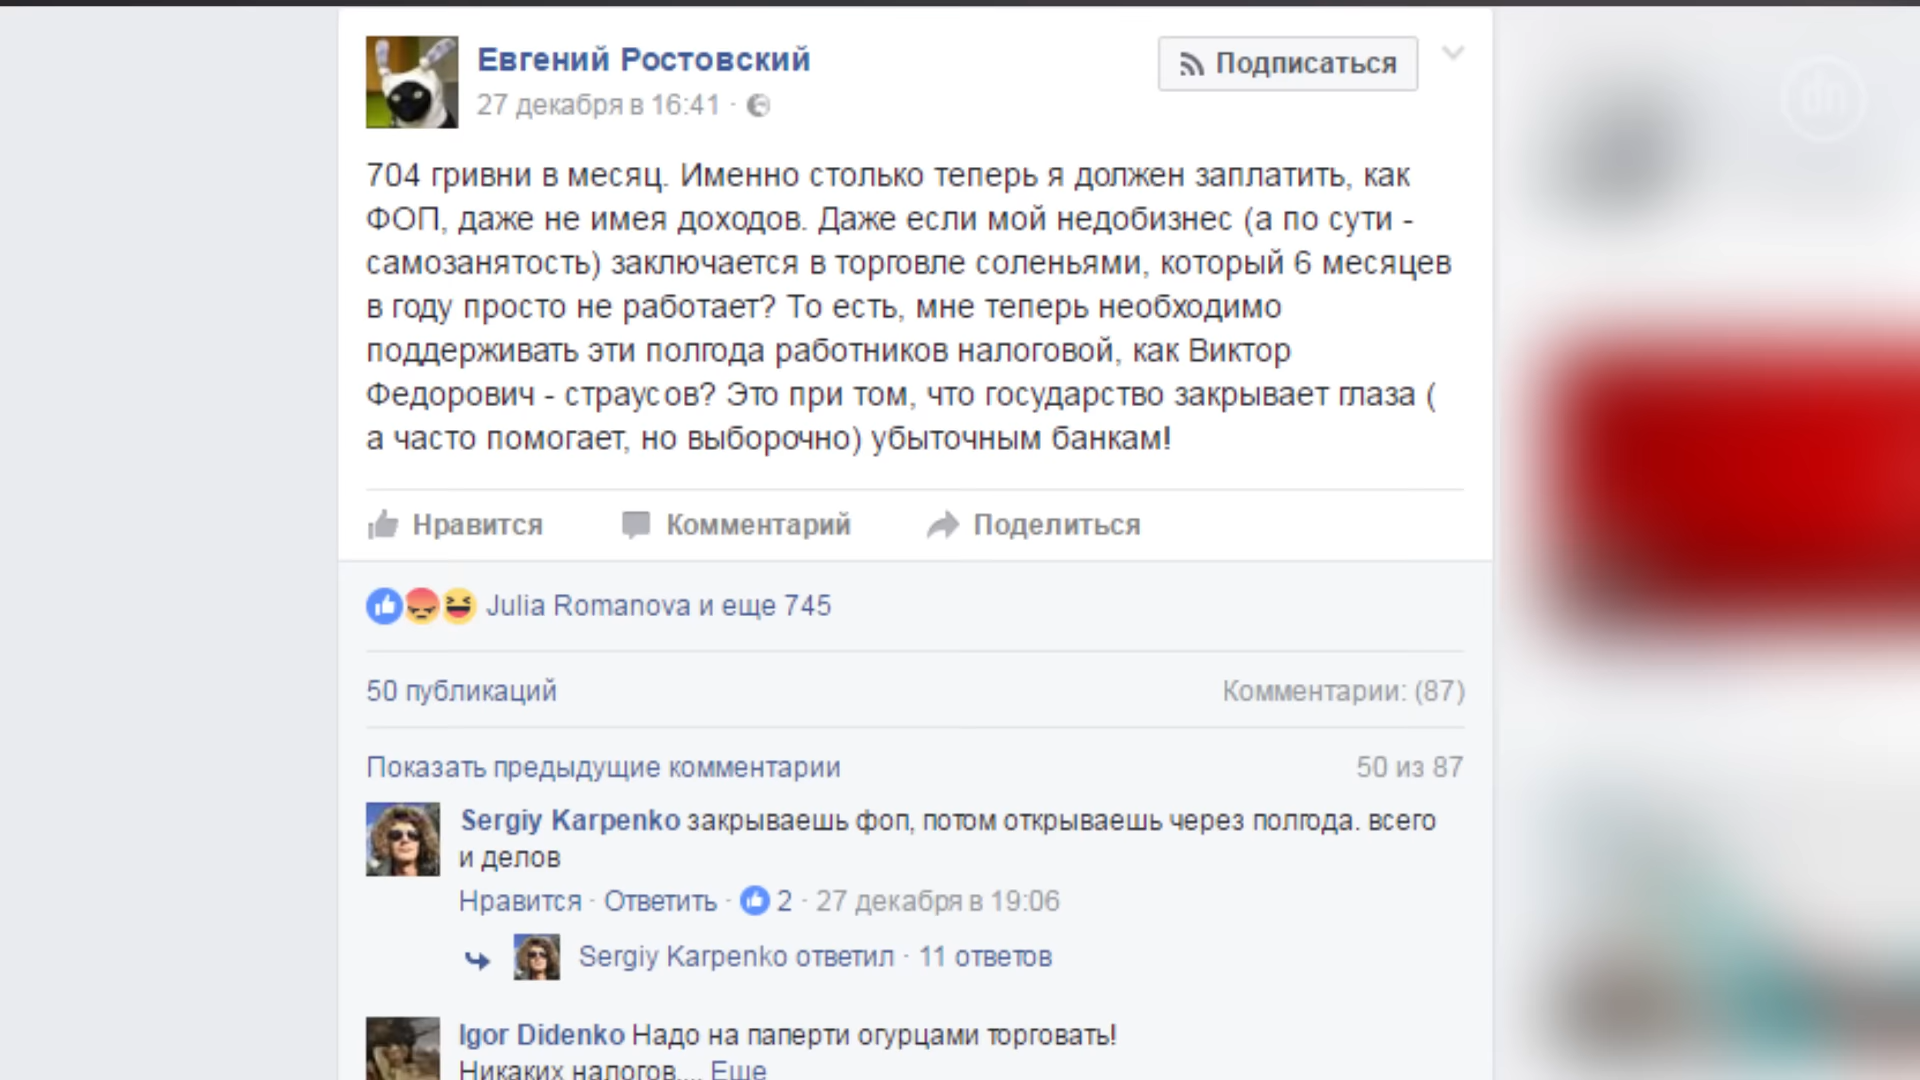 Евгений Ростовский
Подписаться
27 декабря в 16:41 ·
704 гривни в месяц. Именно столько теперь я должен заплатить, как
ФОП, даже не имея доходов. Даже если мой недобизнес (а по сути -
самозанятость) заключается в торговле соленьями, который 6 месяцев
в году просто не работает? То есть, мне теперь необходимо
поддерживать эти полгода работников налоговой, как Виктор
Федорович - страусов? Это при том, что государство закрывает глаза (
а часто помогает, но выборочно) убыточным банкам!
Нравится Комментарий Поделиться
Julia Romanova и еще 745
50 публикаций Комментарии: (87)
Показать предыдущие комментарии 50 из 87
Sergiy Karpenko закрываешь фоп, потом открываешь через полгода. всего
и делов
Нравится · Ответить · 2 · 27 декабря в 19:06
Sergiy Karpenko ответил · 11 ответов
Igor Didenko Надо на паперти огурцами торговать!
Никаких налогов.... Еще
dn